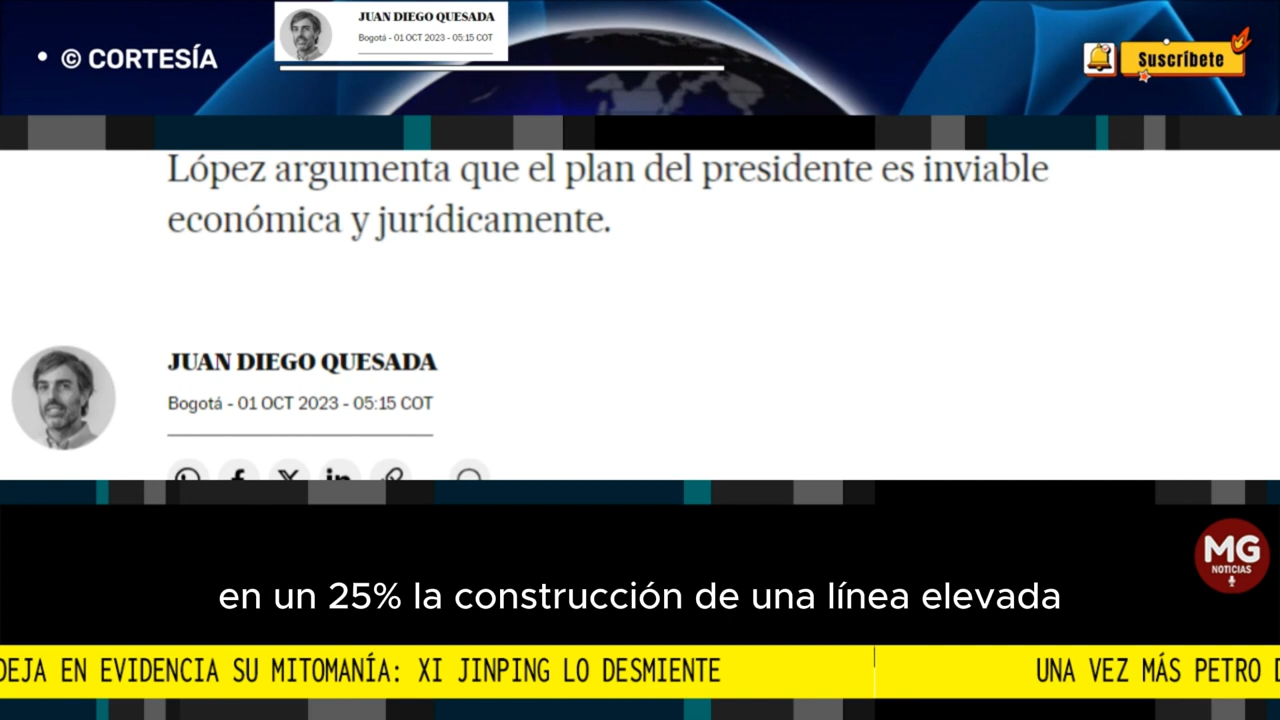 JUAN DIEGO QUESADA
Bogotá - 01 OCT 2023 - 05:15 COT
• © CORTESÍA
Suscríbete
López argumenta que el plan del presidente es inviable
económica y jurídicamente.
JUAN DIEGO QUESADA
Bogotá - 01 OCT 2023 - 05:15 COT
MG
NOTICIAS
en un 25% la construcción de una línea elevada
DEJA EN EVIDENCIA SU MITOMANÍA: XI JINPING LO DESMIENTE UNA VEZ MÁS PETRO D